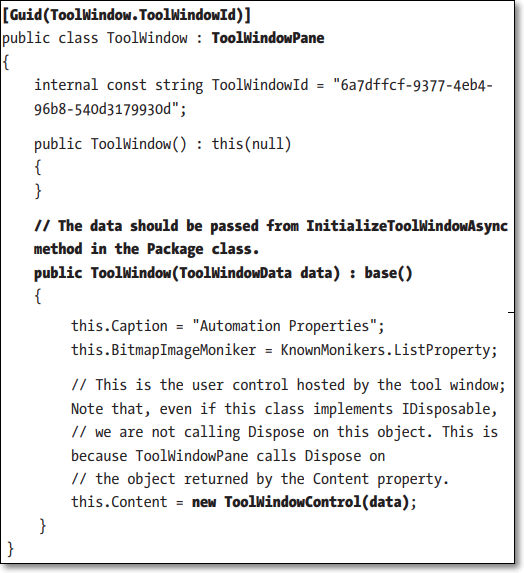 [Guid(ToolWindow.ToolWindowId)]
public class ToolWindow : ToolWindowPane
{
internal const string ToolWindowId = "6a7dffcf-9377-4eb4-
96b8-540d3179930d";
public ToolWindow() : this(null)
{
}
// The data should be passed from InitializeToolWindowAsync
method in the Package class.
public ToolWindow(ToolWindowData data) : base()
{
this.Caption = "Automation Properties";
this.BitmapImageMoniker = KnownMonikers.ListProperty;
// This is the user control hosted by the tool window;
Note that, even if this class implements IDisposable,
// we are not calling Dispose on this object. This is
because ToolWindowPane calls Dispose on
// the object returned by the Content property.
this.Content = new ToolWindowControl(data);
}
}